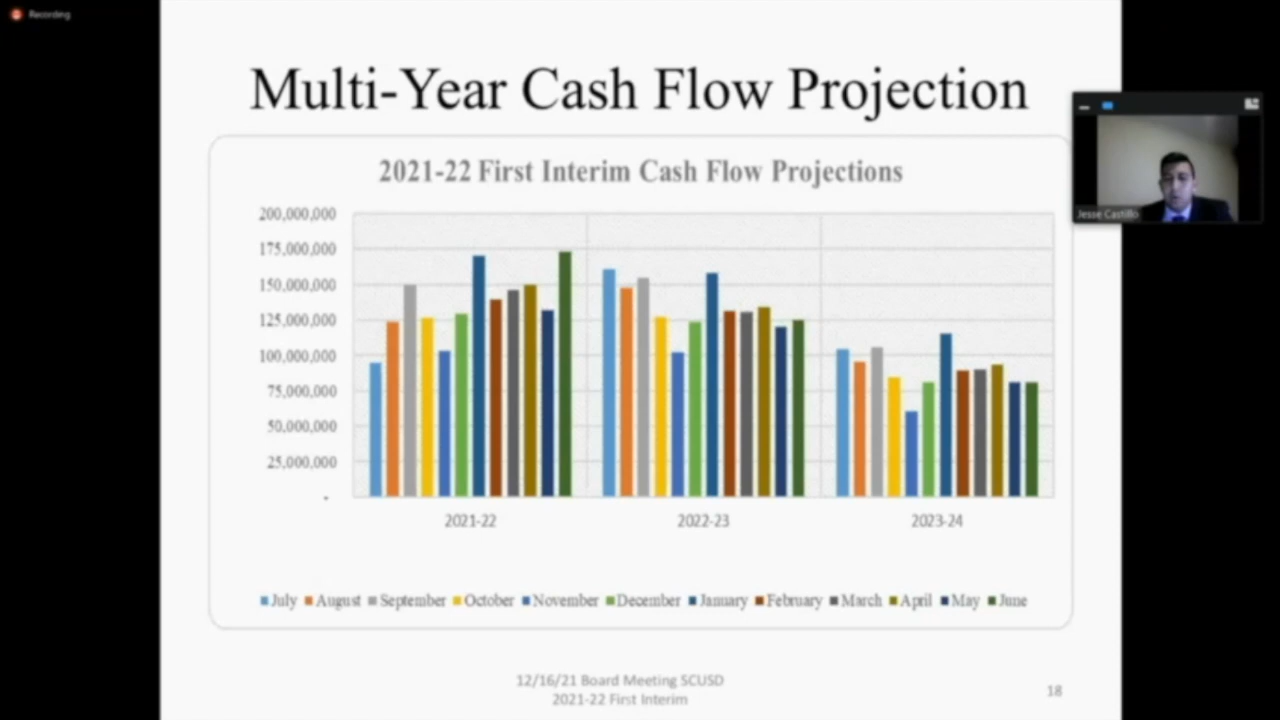 Recording
Multi-Year Cash Flow Projection
2021-22 First Interim Cash Flow Projections
200,000,000
175,000,000
150,000,000
125,000,000
100,000,000
75,000,000
50,000,000
25,000,000
-
2021-22 2022-23 2023-24
July August September October November December January February March April May June
12/16/21 Board Meeting SCUSD
2021-22 First Interim
18
Jesse Castillo